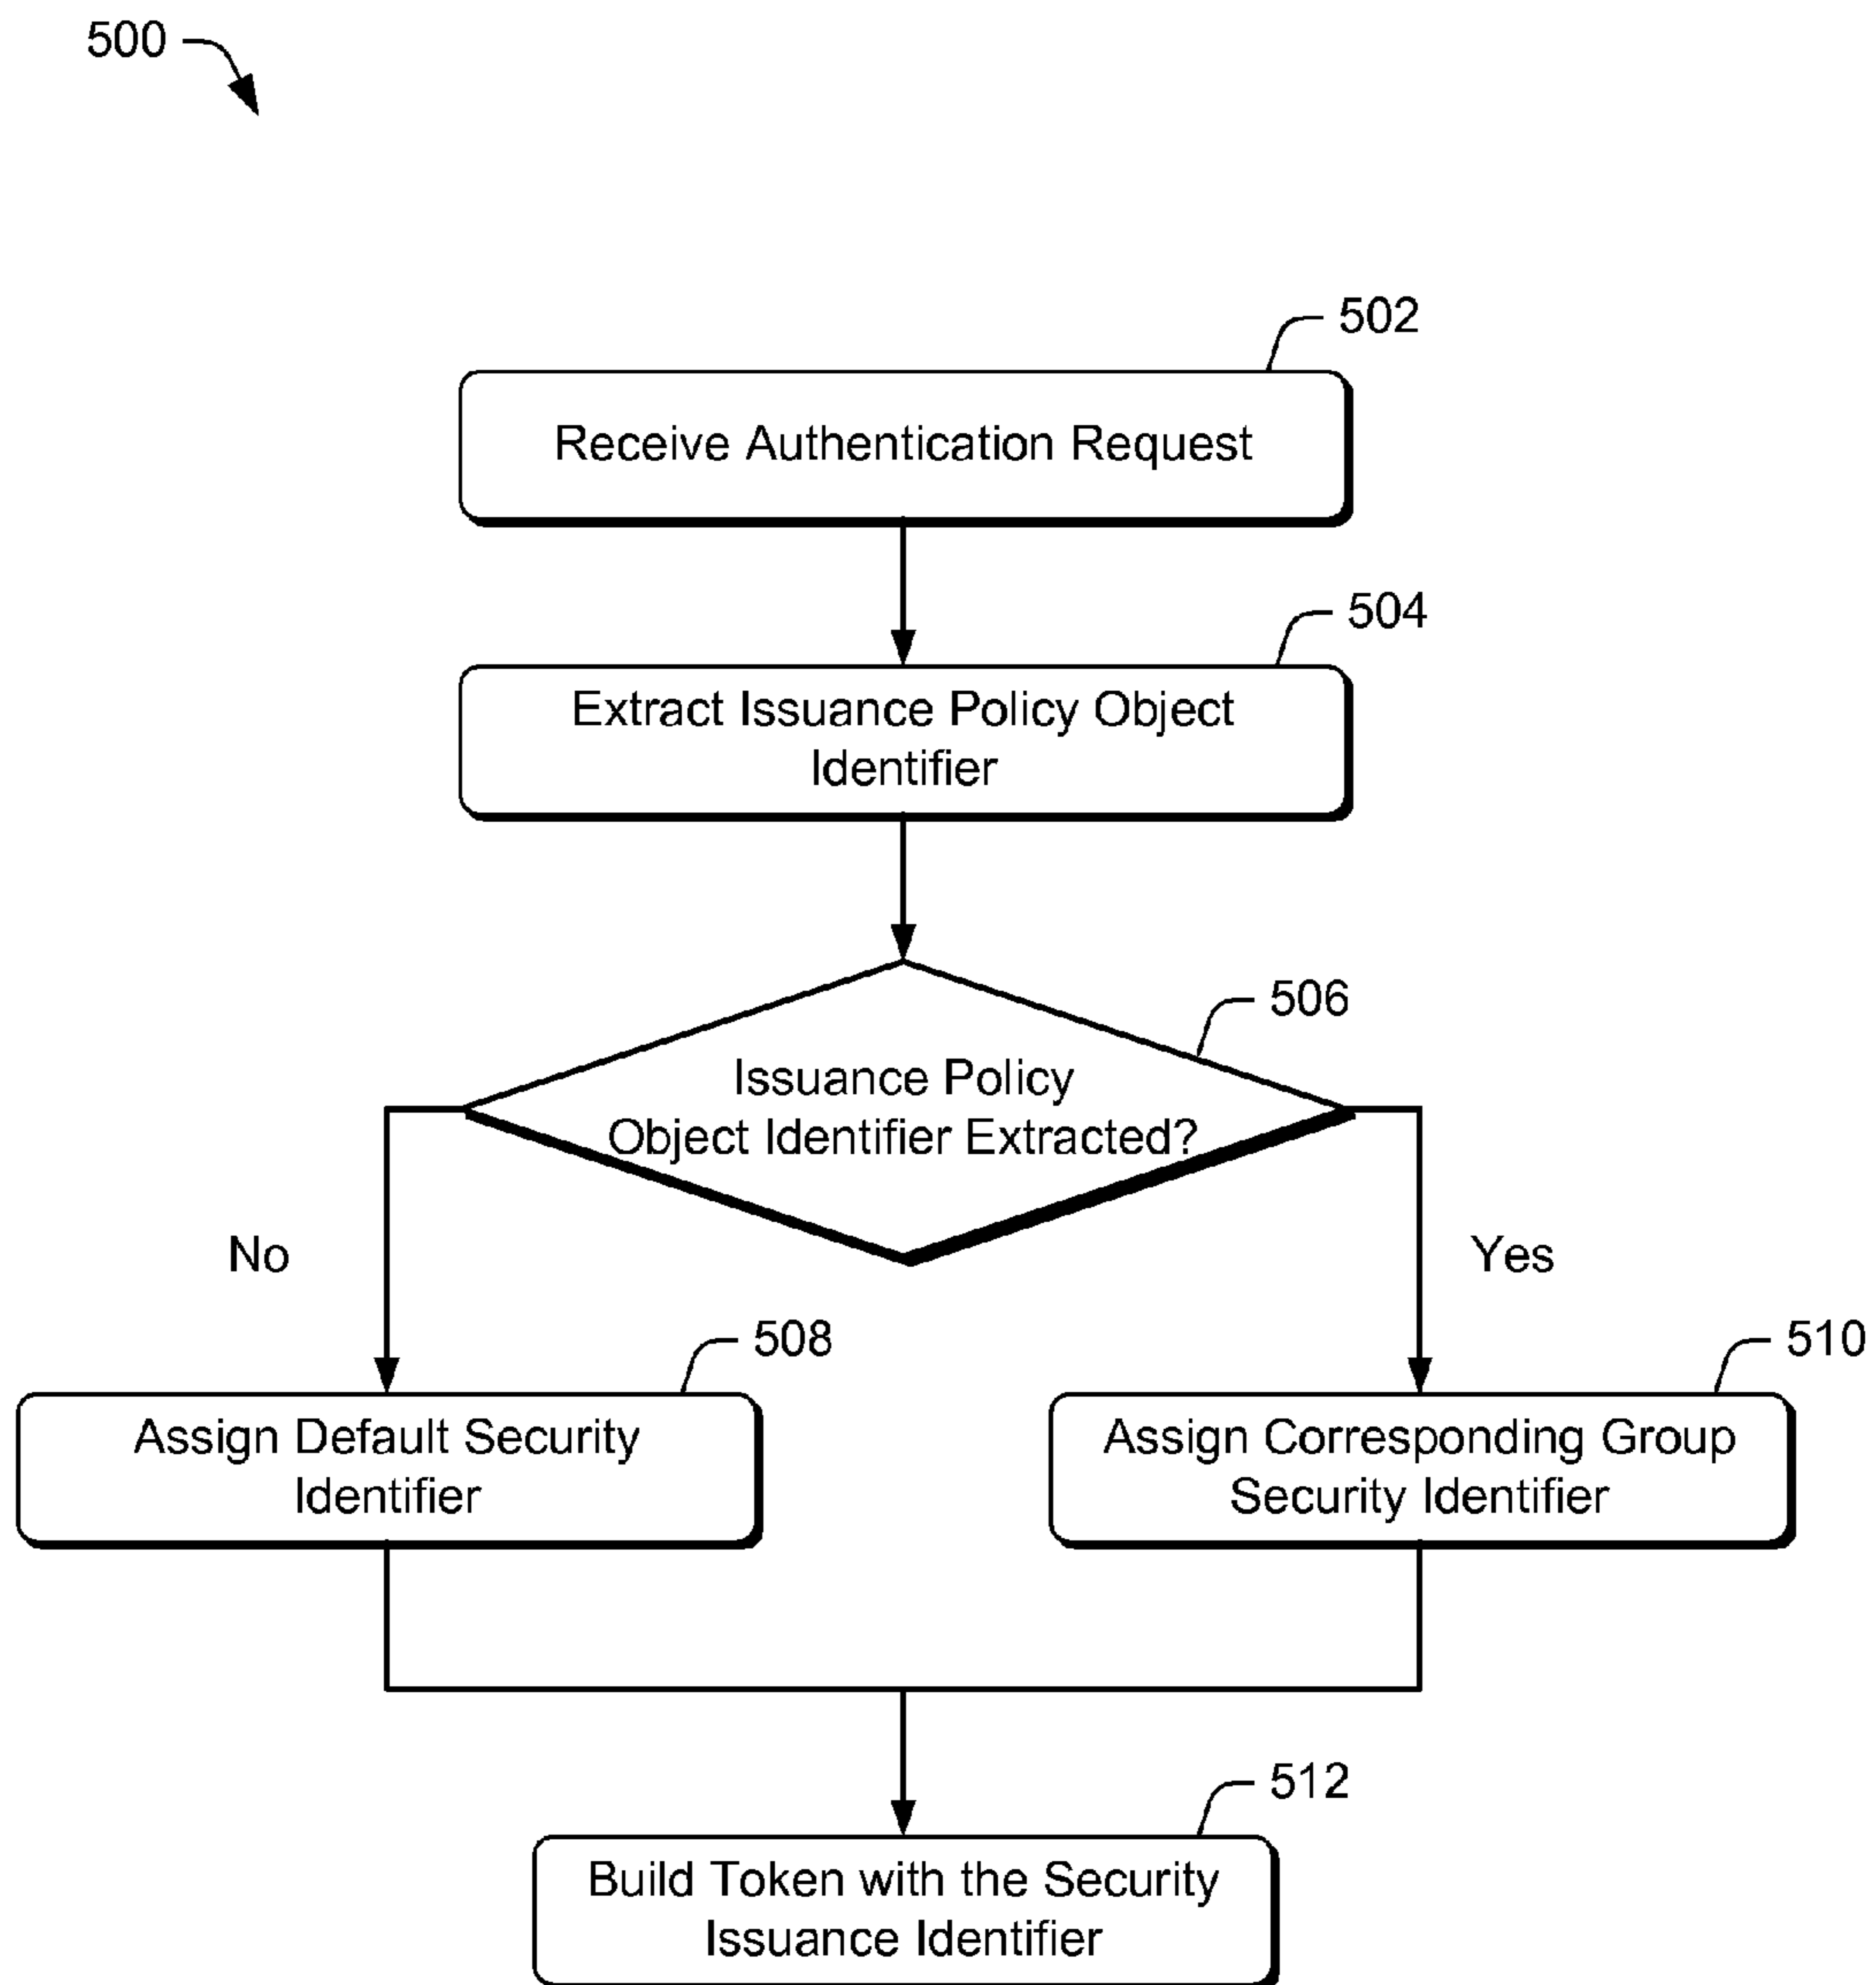 500
502
Receive Authentication Request
504
Extract Issuance Policy Object
Identifier
506
Issuance Policy
Object Identifier Extracted?
No
Yes
508
510
Assign Default Security
Identifier
Assign Corresponding Group
Security Identifier
512
Build Token with the Security
Issuance Identifier